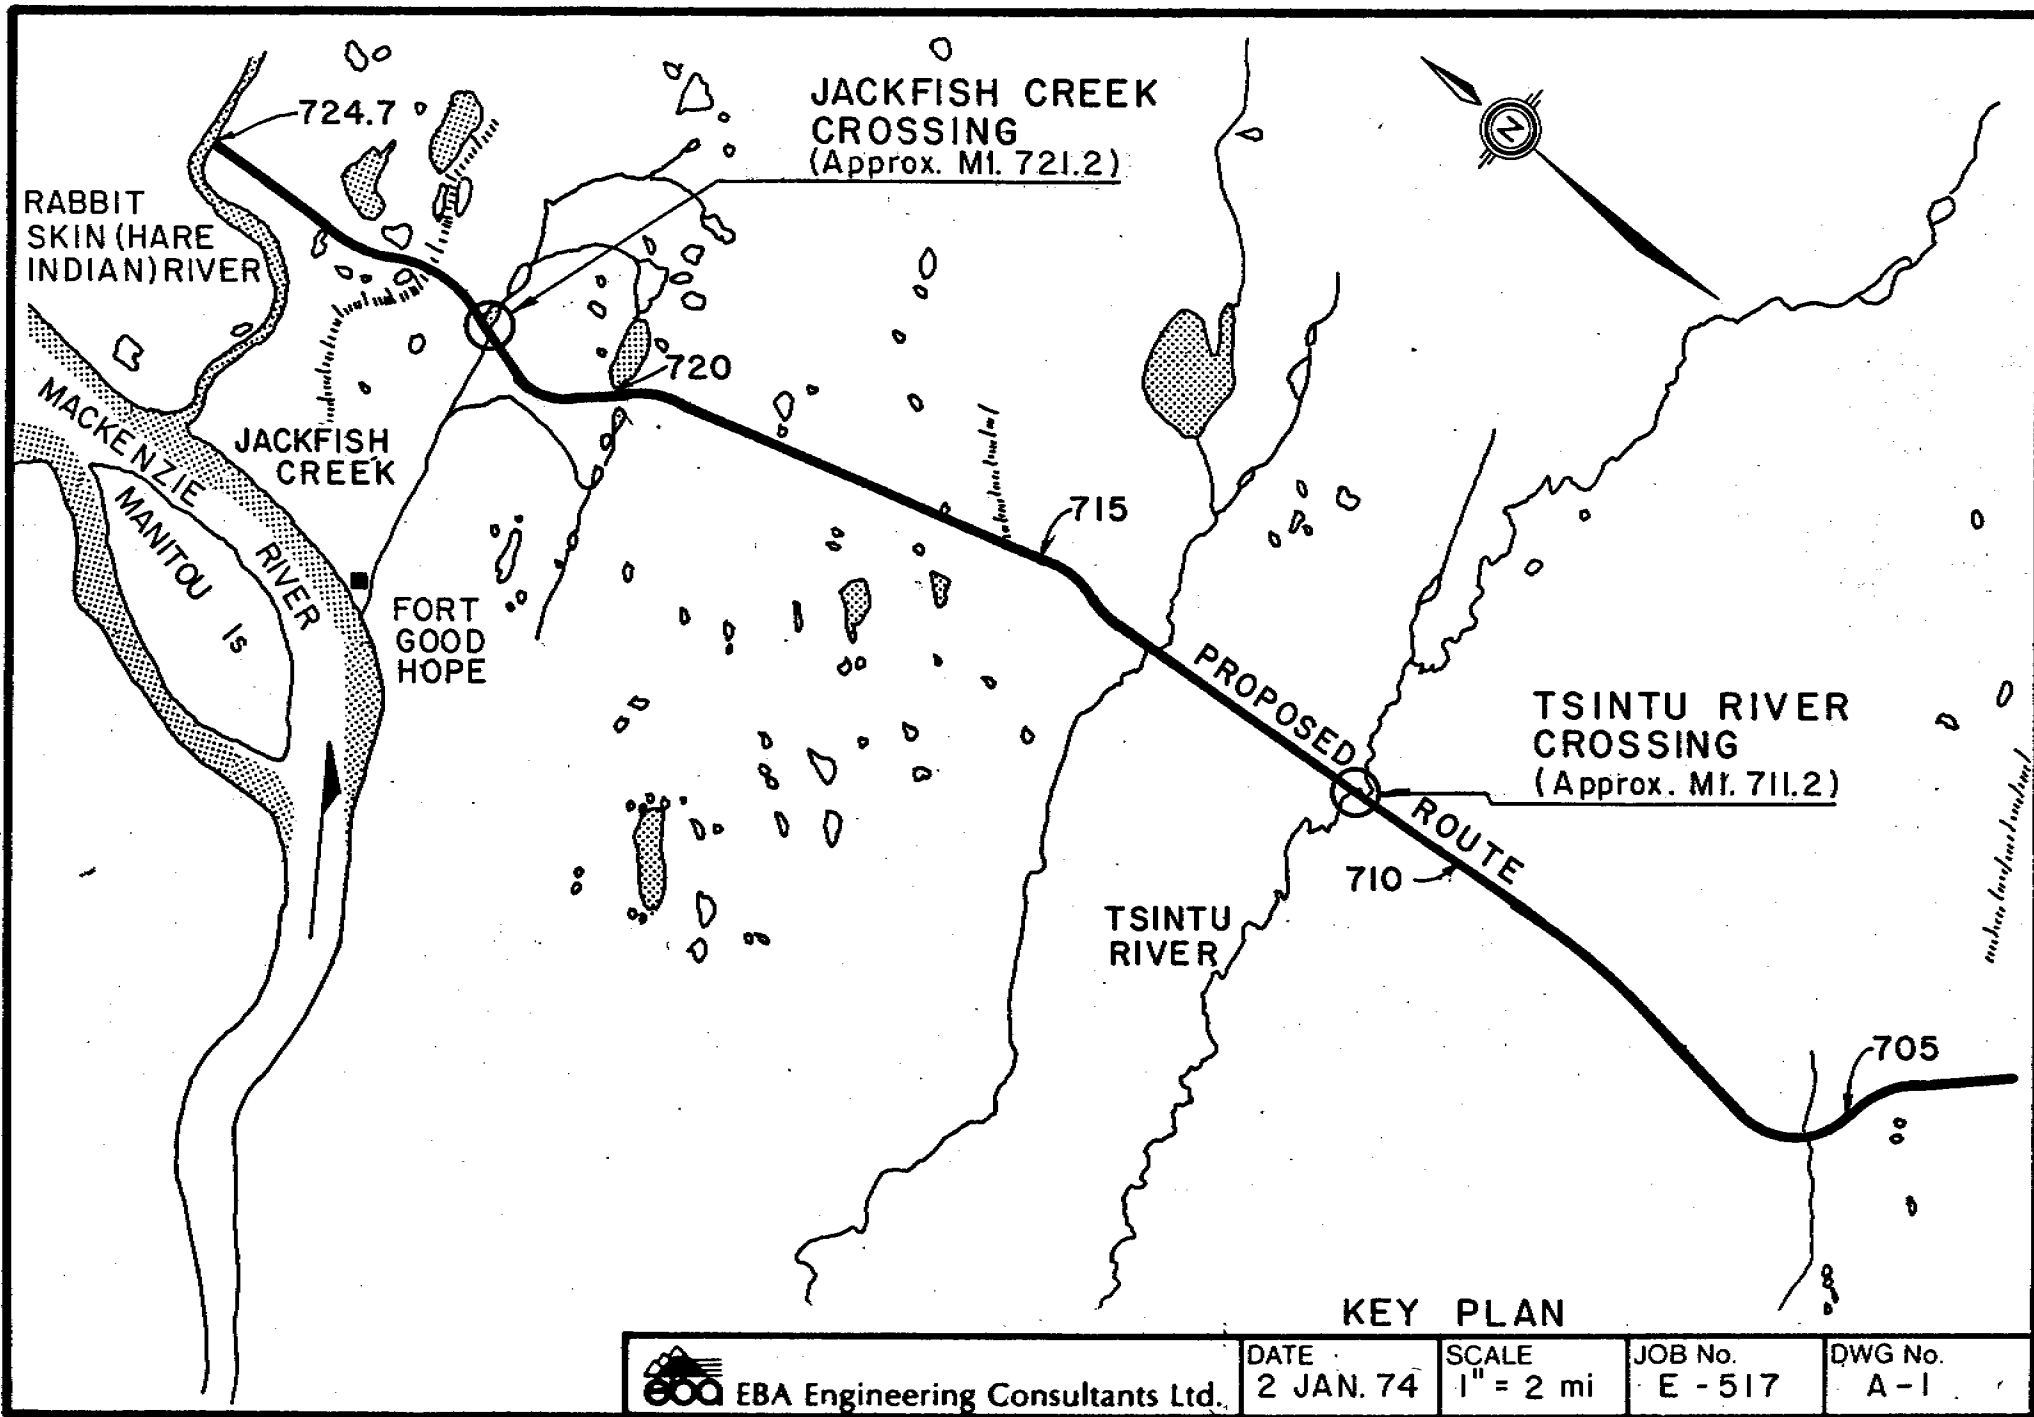 724.7
JACKFISH CREEK
CROSSING
(Approx. MI. 721.2)
N
RABBIT
SKIN (HARE
INDIAN) RIVER
720
MACKENZIE
RIVER
JACKFISH
CREEK
MANITOU
Is
715
FORT
GOOD
HOPE
PROPOSED
ROUTE
TSINTU RIVER
CROSSING
(Approx. MI. 711.2)
710
TSINTU
RIVER
705
KEY PLAN
eba EBA Engineering Consultants Ltd.
DATE
2 JAN. 74
SCALE
1" = 2 mi
JOB No.
E - 517
DWG No.
A - 1